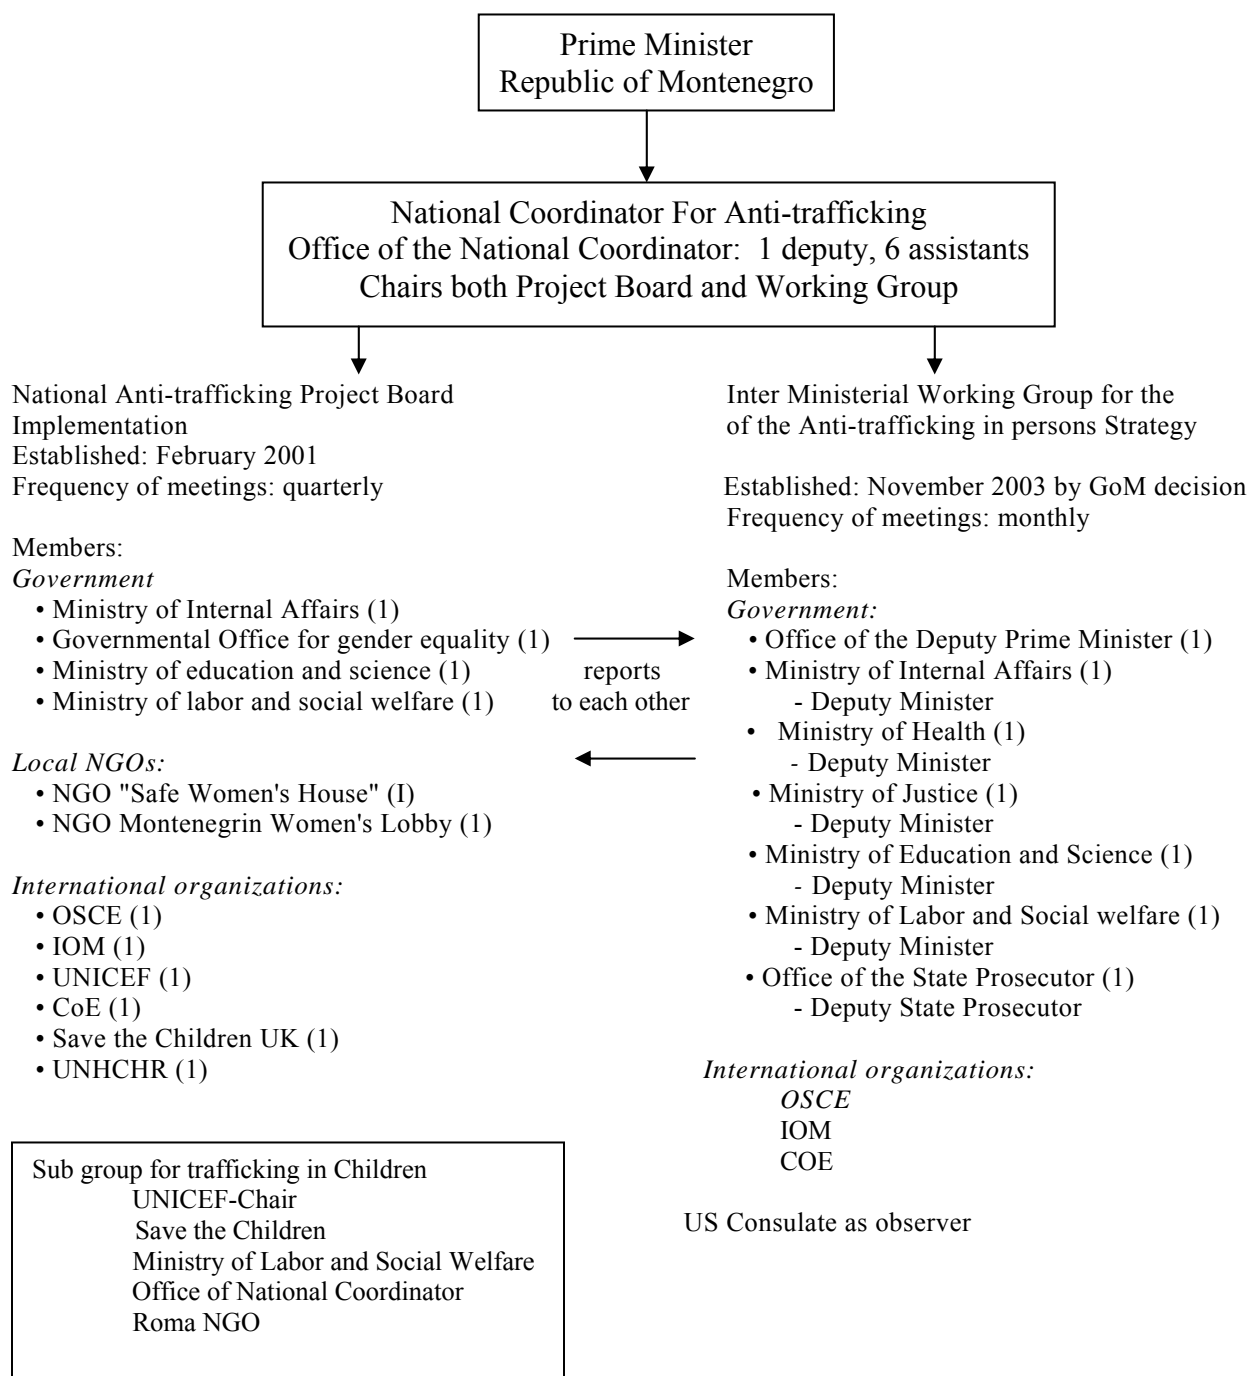 Prime Minister
Republic of Montenegro
National Coordinator For Anti-trafficking
Office of the National Coordinator: 1 deputy, 6 assistants
Chairs both Project Board and Working Group
National Anti-trafficking Project Board
Implementation
Established: February 2001
Frequency of meetings: quarterly
Members:
Government
• Ministry of Internal Affairs (1)
• Governmental Office for gender equality (1)
• Ministry of education and science (1)
• Ministry of labor and social welfare (1)
Local NGOs:
• NGO "Safe Women's House" (I)
• NGO Montenegrin Women's Lobby (1)
International organizations:
• OSCE (1)
• IOM (1)
• UNICEF (1)
• CoE (1)
• Save the Children UK (1)
• UNHCHR (1)
Sub group for trafficking in Children
UNICEF-Chair
Save the Children
Ministry of Labor and Social Welfare
Office of National Coordinator
Roma NGO
reports
to each other
Inter Ministerial Working Group for the
of the Anti-trafficking in persons Strategy
Established: November 2003 by GoM decision
Frequency of meetings: monthly
Members:
Government:
• Office of the Deputy Prime Minister (1)
• Ministry of Internal Affairs (1)
- Deputy Minister
• Ministry of Health (1)
- Deputy Minister
• Ministry of Justice (1)
- Deputy Minister
• Ministry of Education and Science (1)
- Deputy Minister
• Ministry of Labor and Social welfare (1)
- Deputy Minister
• Office of the State Prosecutor (1)
- Deputy State Prosecutor
International organizations:
OSCE
IOM
COE
US Consulate as observer